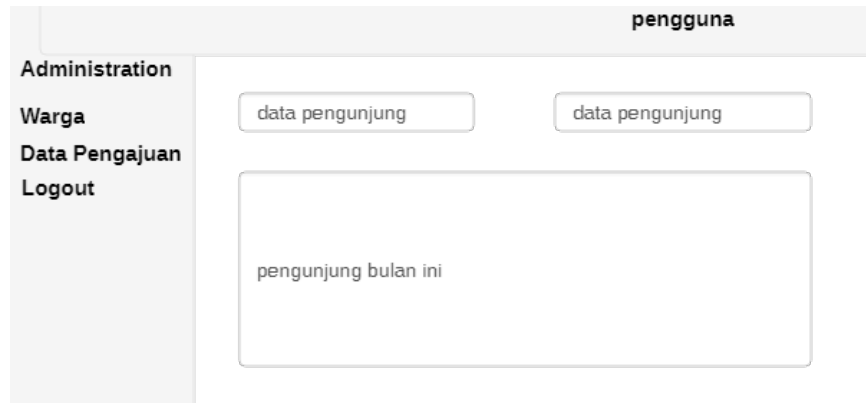 pengguna
Administration
Warga
Data Pengajuan
Logout
data pengunjung
data pengunjung
pengunjung bulan ini